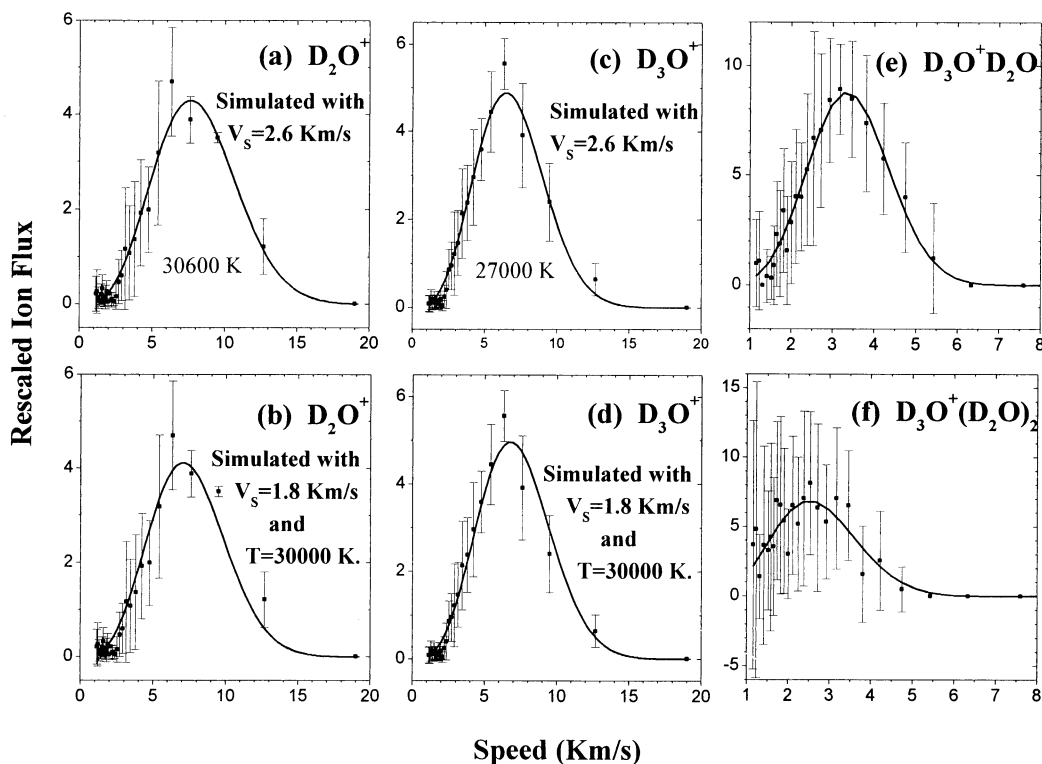 Rescaled Ion Flux
6
4
2
0
0 5 10 15 20
(a) D₂O⁺
Simulated with
V_S=2.6 Km/s
30600 K
6
4
2
0
0 5 10 15 20
(c) D₃O⁺
Simulated with
V_S=2.6 Km/s
27000 K
10
5
0
1 2 3 4 5 6 7 8
(e) D₃O⁺D₂O
6
4
2
0
0 5 10 15 20
(b) D₂O⁺
Simulated with
V_S=1.8 Km/s
and
T=30000 K.
6
4
2
0
0 5 10 15 20
(d) D₃O⁺
Simulated with
V_S=1.8 Km/s
and
T=30000 K.
15
10
5
0
-5
1 2 3 4 5 6 7 8
(f) D₃O⁺(D₂O)₂
Speed (Km/s)